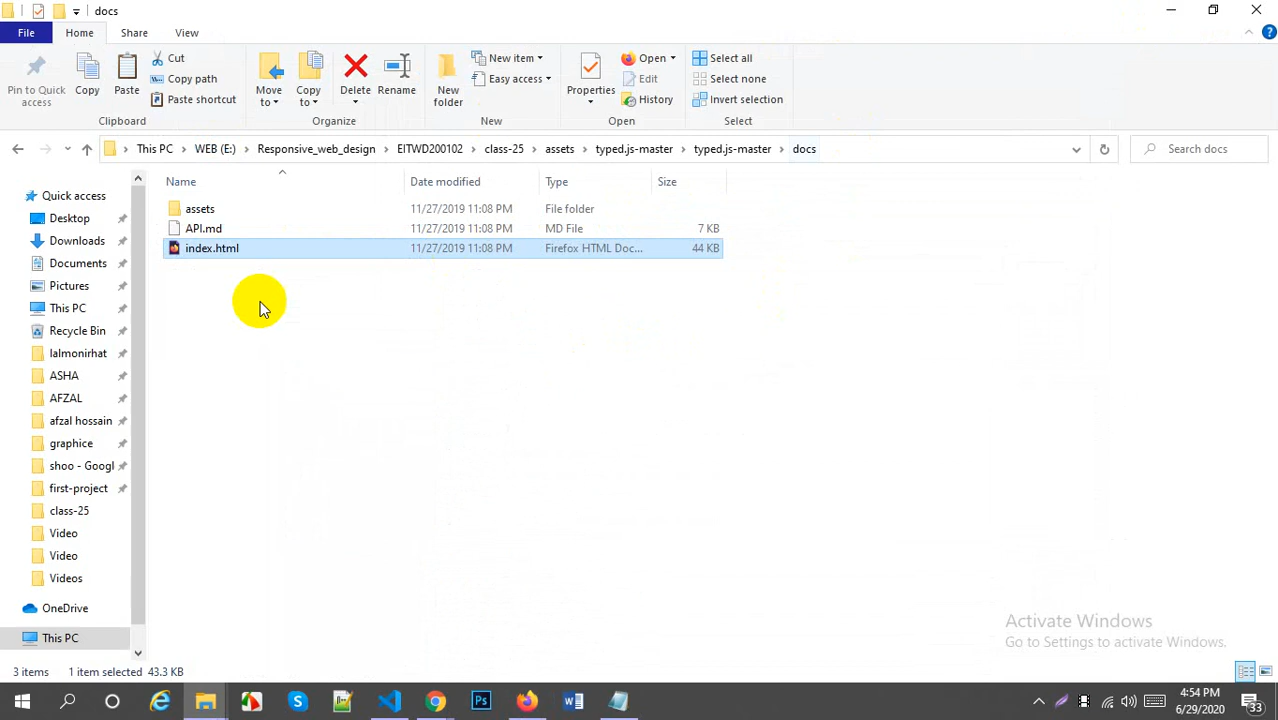 docs
File Home Share View
Pin to Quick access
Copy
Paste
Cut
Copy path
Paste shortcut
Clipboard
Move to
Copy to
Delete
Rename
Organize
New folder
New item
Easy access
New
Properties
Open
Edit
History
Open
Select all
Select none
Invert selection
Select
This PC WEB (E:) Responsive_web_design EITWD200102 class-25 assets typed.js-master typed.js-master docs
Search docs
Name Date modified Type Size
assets 11/27/2019 11:08 PM File folder
API.md 11/27/2019 11:08 PM MD File 7 KB
index.html 11/27/2019 11:08 PM Firefox HTML Doc... 44 KB
Quick access
Desktop
Downloads
Documents
Pictures
This PC
Recycle Bin
lalmonirhat
ASHA
AFZAL
afzal hossain
graphice
shoo - Googl
first-project
class-25
Video
Video
Videos
OneDrive
This PC
Activate Windows
Go to Settings to activate Windows.
3 items 1 item selected 43.3 KB
Ps
W
4:54 PM
6/29/2020
33